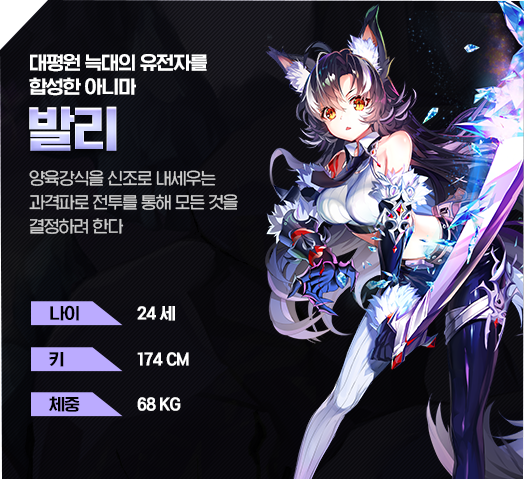 대평원 늑대의 유전자를
합성한 아니마
발리
양육강식을 신조로 내세우는
과격파로 전투를 통해 모든 것을
결정하려 한다
나이 24 세
키 174 CM
체중 68 KG